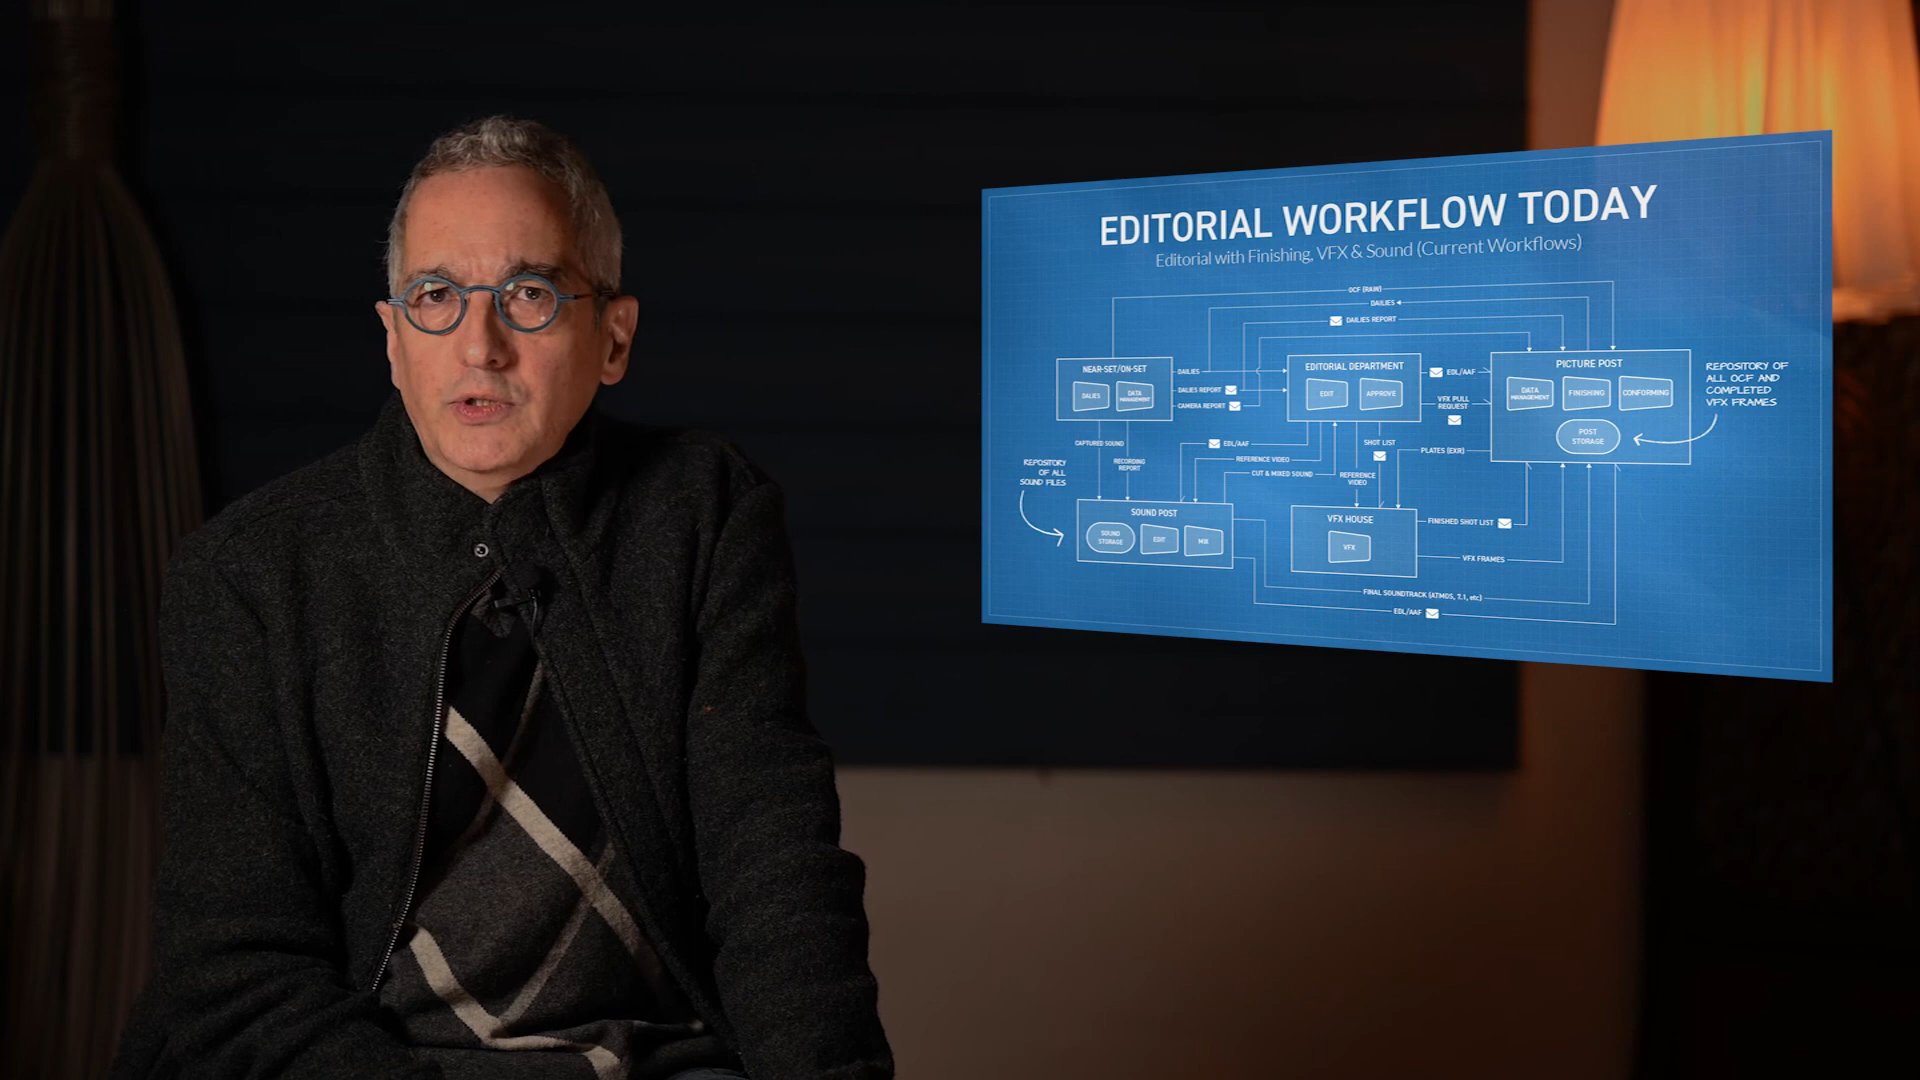 EDITORIAL WORKFLOW TODAY
Editorial with Finishing, VFX & Sound (Current Workflows)
OCF (RAW)
DAILIES
DAILIES REPORT
NEAR-SET/ON-SET
DALIES
DATA
MANAGEMENT
DAILIES
DALIES REPORT
CAMERA REPORT
EDITORIAL DEPARTMENT
EDIT
APPROVE
EDL/AAF
VFX PULL
REQUEST
PICTURE POST
DATA
MANAGEMENT
FINISHING
CONFORMING
POST
STORAGE
REPOSITORY OF
ALL OCF AND
COMPLETED
VFX FRAMES
CAPTURED SOUND
RECORDING
REPORT
EDL/AAF
REFERENCE VIDEO
CUT & MIXED SOUND
REFERENCE
VIDEO
SHOT LIST
PLATES (EXR)
REPOSITORY
OF ALL
SOUND FILES
SOUND POST
SOUND
STORAGE
EDIT
MIX
VFX HOUSE
VFX
FINISHED SHOT LIST
VFX FRAMES
FINAL SOUNDTRACK (ATMOS, 7.1, etc)
EDL/AAF